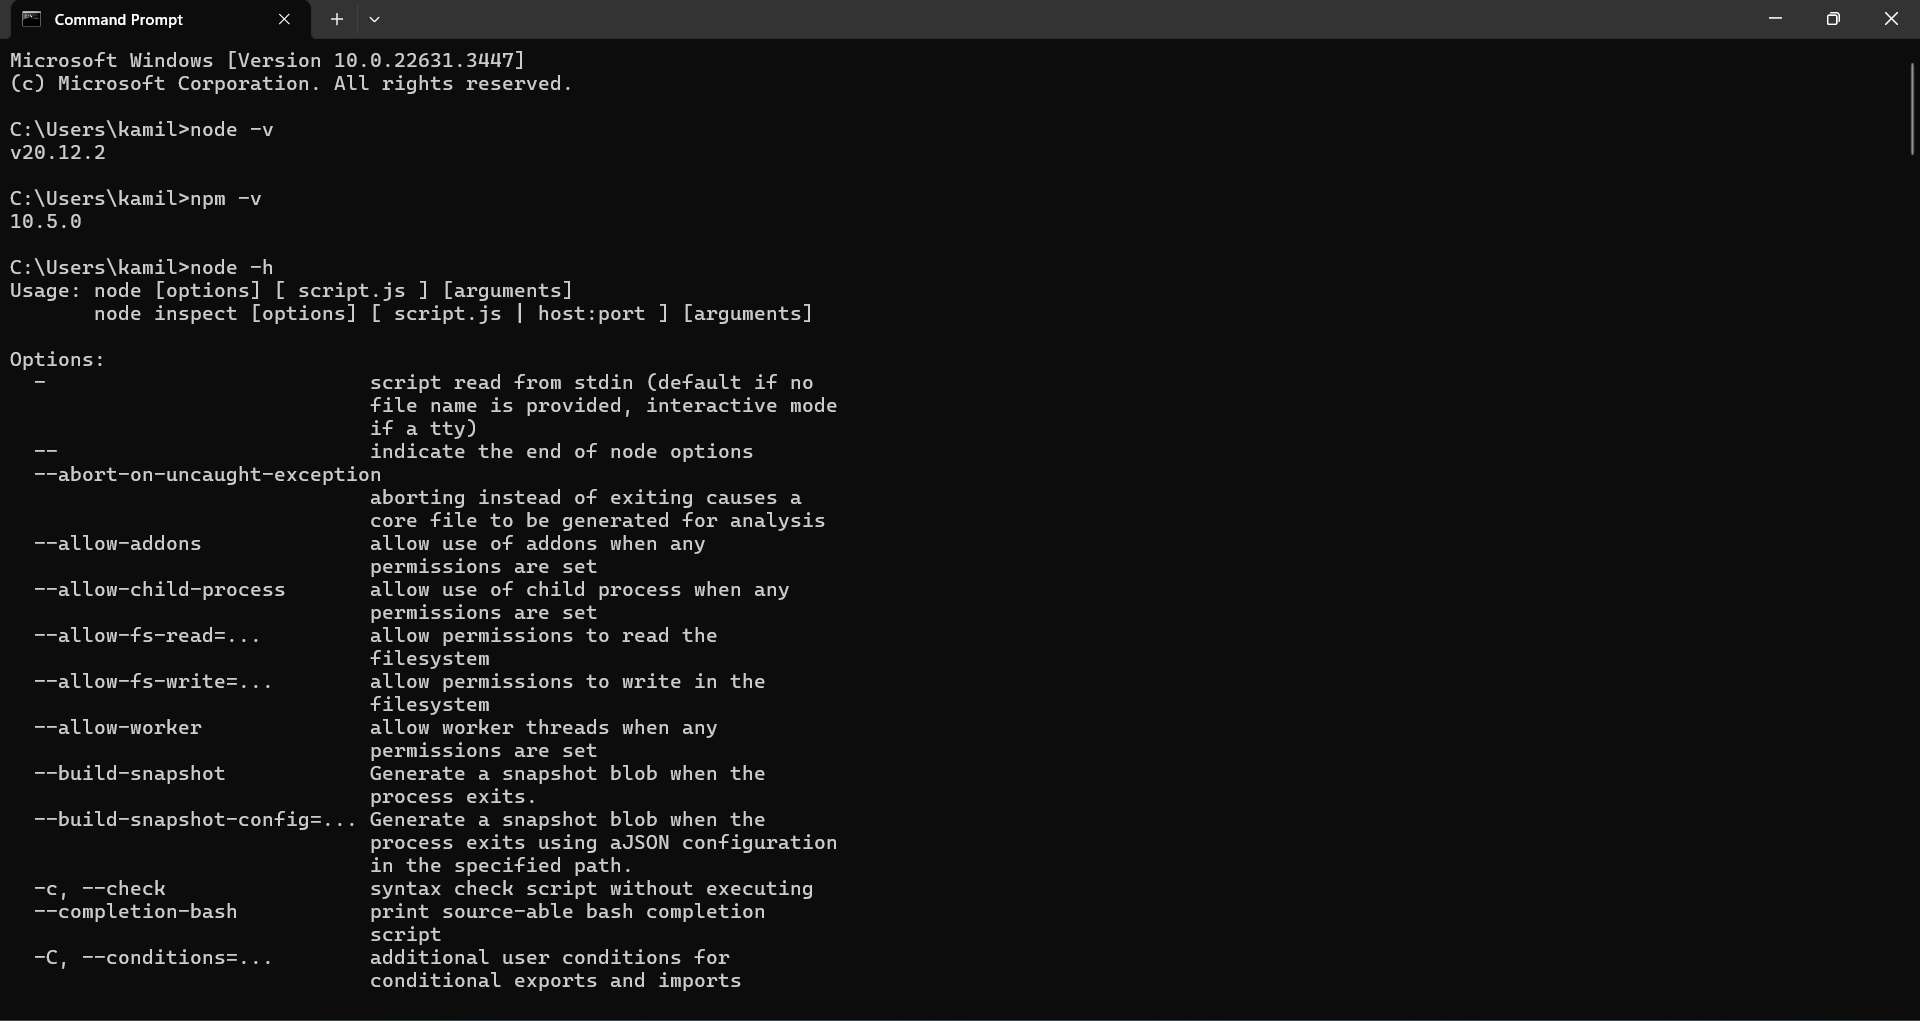 Command Prompt
Microsoft Windows [Version 10.0.22631.3447]
(c) Microsoft Corporation. All rights reserved.
C:\Users\kamil>node -v
v20.12.2
C:\Users\kamil>npm -v
10.5.0
C:\Users\kamil>node -h
Usage: node [options] [ script.js ] [arguments]
       node inspect [options] [ script.js | host:port ] [arguments]
Options:
  -                           script read from stdin (default if no
                              file name is provided, interactive mode
                              if a tty)
  --                          indicate the end of node options
  --abort-on-uncaught-exception
                              aborting instead of exiting causes a
                              core file to be generated for analysis
  --allow-addons              allow use of addons when any
                              permissions are set
  --allow-child-process       allow use of child process when any
                              permissions are set
  --allow-fs-read=...         allow permissions to read the
                              filesystem
  --allow-fs-write=...        allow permissions to write in the
                              filesystem
  --allow-worker              allow worker threads when any
                              permissions are set
  --build-snapshot            Generate a snapshot blob when the
                              process exits.
  --build-snapshot-config=... Generate a snapshot blob when the
                              process exits using aJSON configuration
                              in the specified path.
  -c, --check                 syntax check script without executing
  --completion-bash           print source-able bash completion
                              script
  -C, --conditions=...        additional user conditions for
                              conditional exports and imports